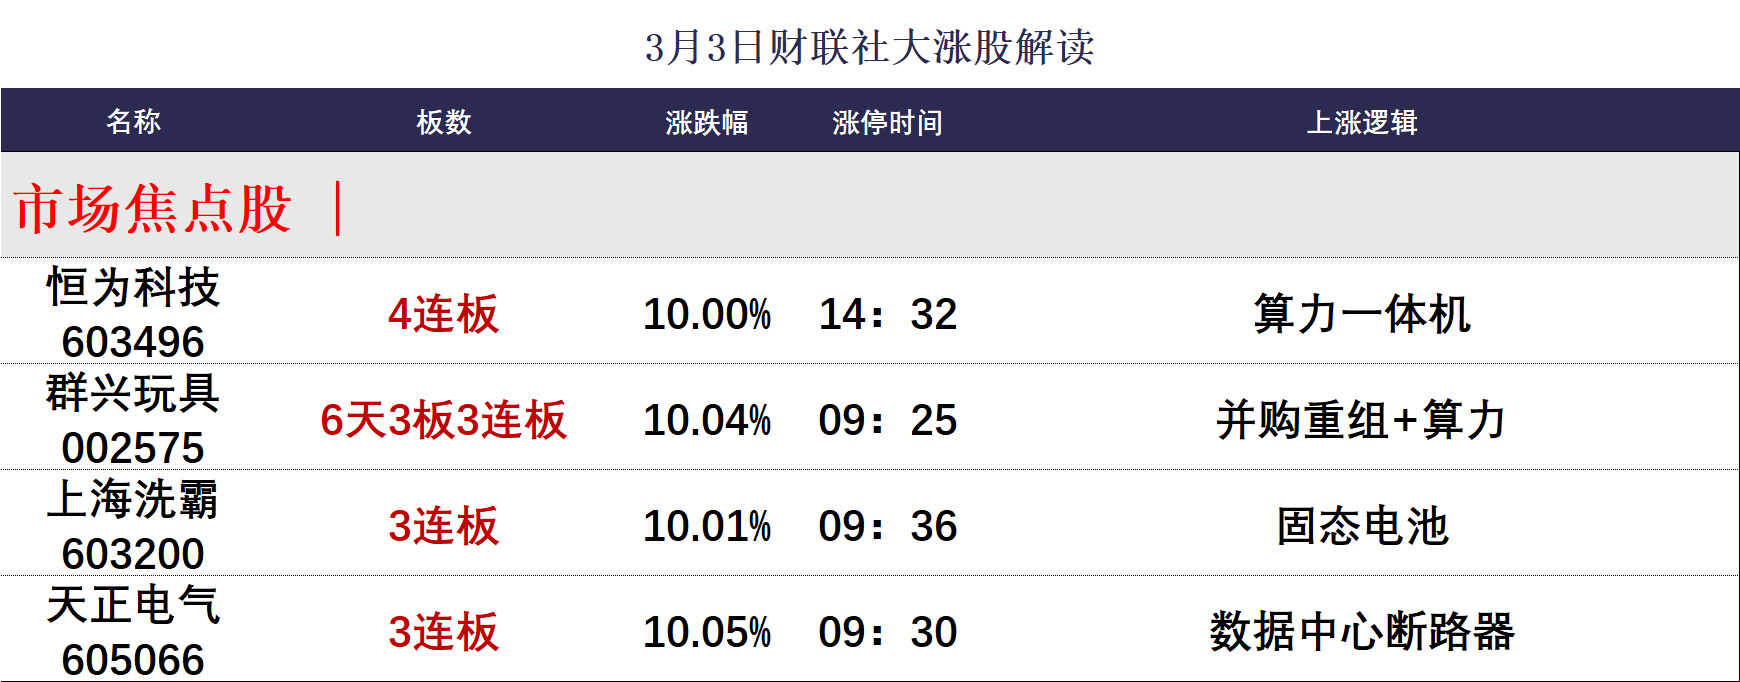 3月3日财联社大涨股解读
名称 板数 涨跌幅 涨停时间 上涨逻辑
市场焦点股 |
恒为科技
603496 4连板 10.00% 14：32 算力一体机
群兴玩具
002575 6天3板3连板 10.04% 09：25 并购重组+算力
上海洗霸
603200 3连板 10.01% 09：36 固态电池
天正电气
605066 3连板 10.05% 09：30 数据中心断路器